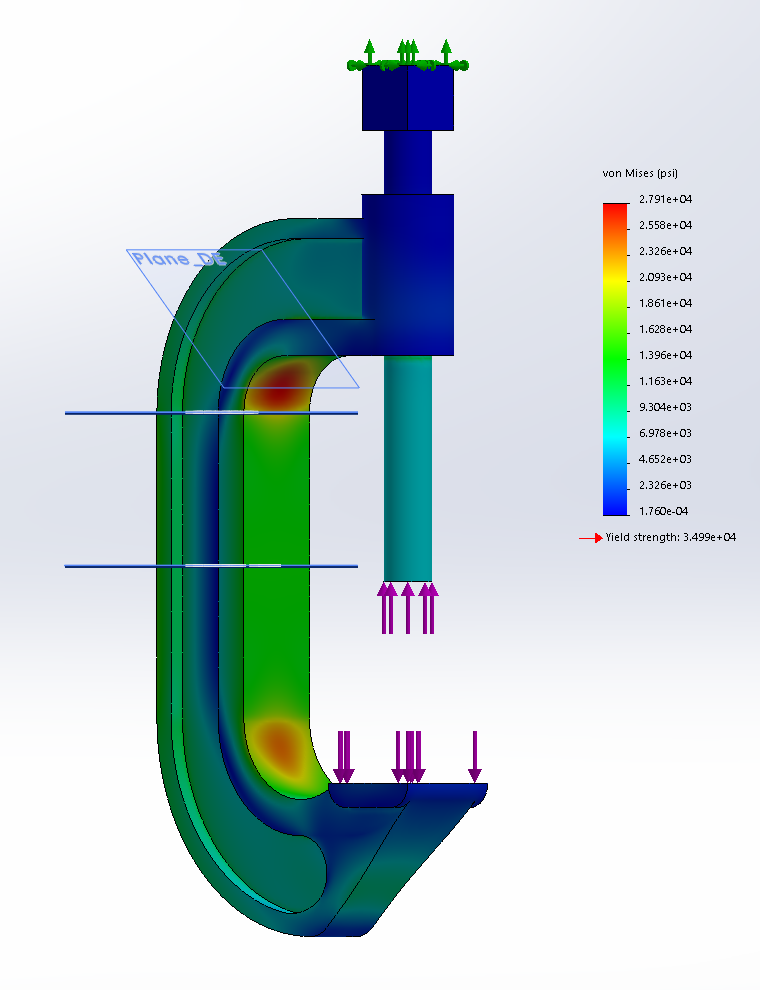 Plane_DE
von Mises (psi)
2.791e+04
2.558e+04
2.326e+04
2.093e+04
1.861e+04
1.628e+04
1.396e+04
1.163e+04
9.304e+03
6.978e+03
4.652e+03
2.326e+03
1.760e-04
Yield strength: 3.499e+04